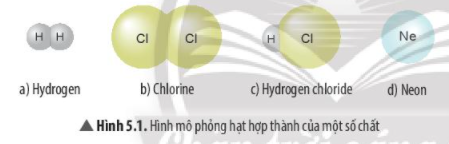 H H Cl Cl H Cl Ne
a) Hydrogen b) Chlorine c) Hydrogen chloride d) Neon
▲ Hình 5.1. Hình mô phỏng hạt hợp thành của một số chất